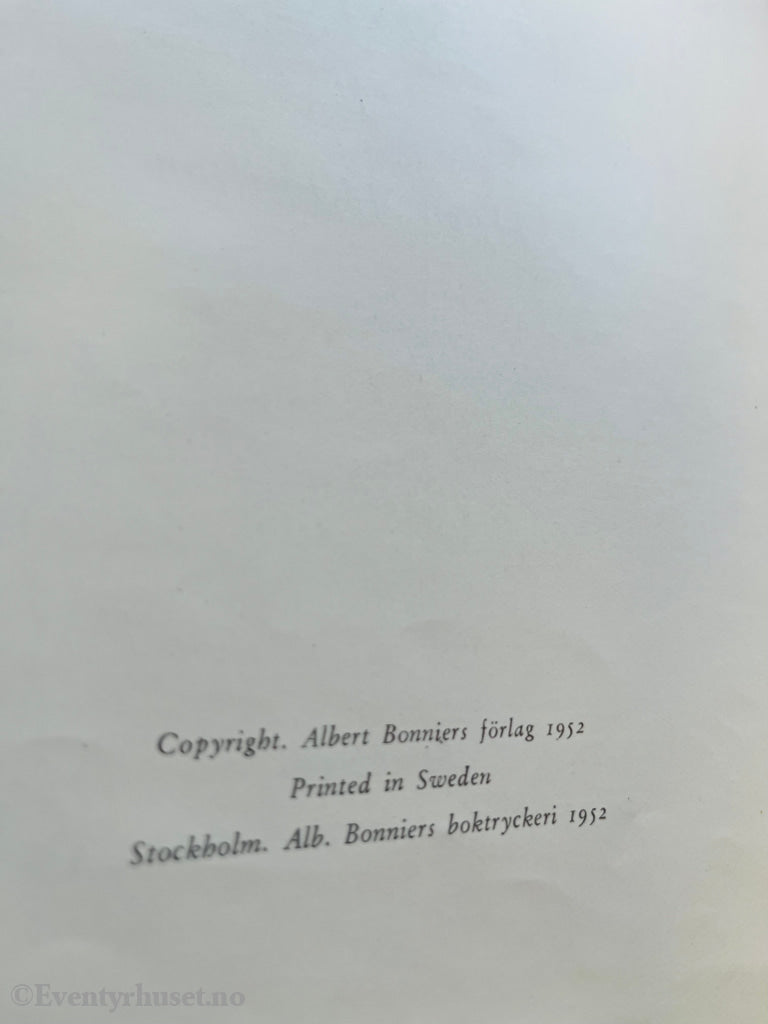 Copyright. Albert Bonniers förlag 1952
Printed in Sweden
Stockholm. Alb. Bonniers boktryckeri 1952
©Eventyrhuset.no